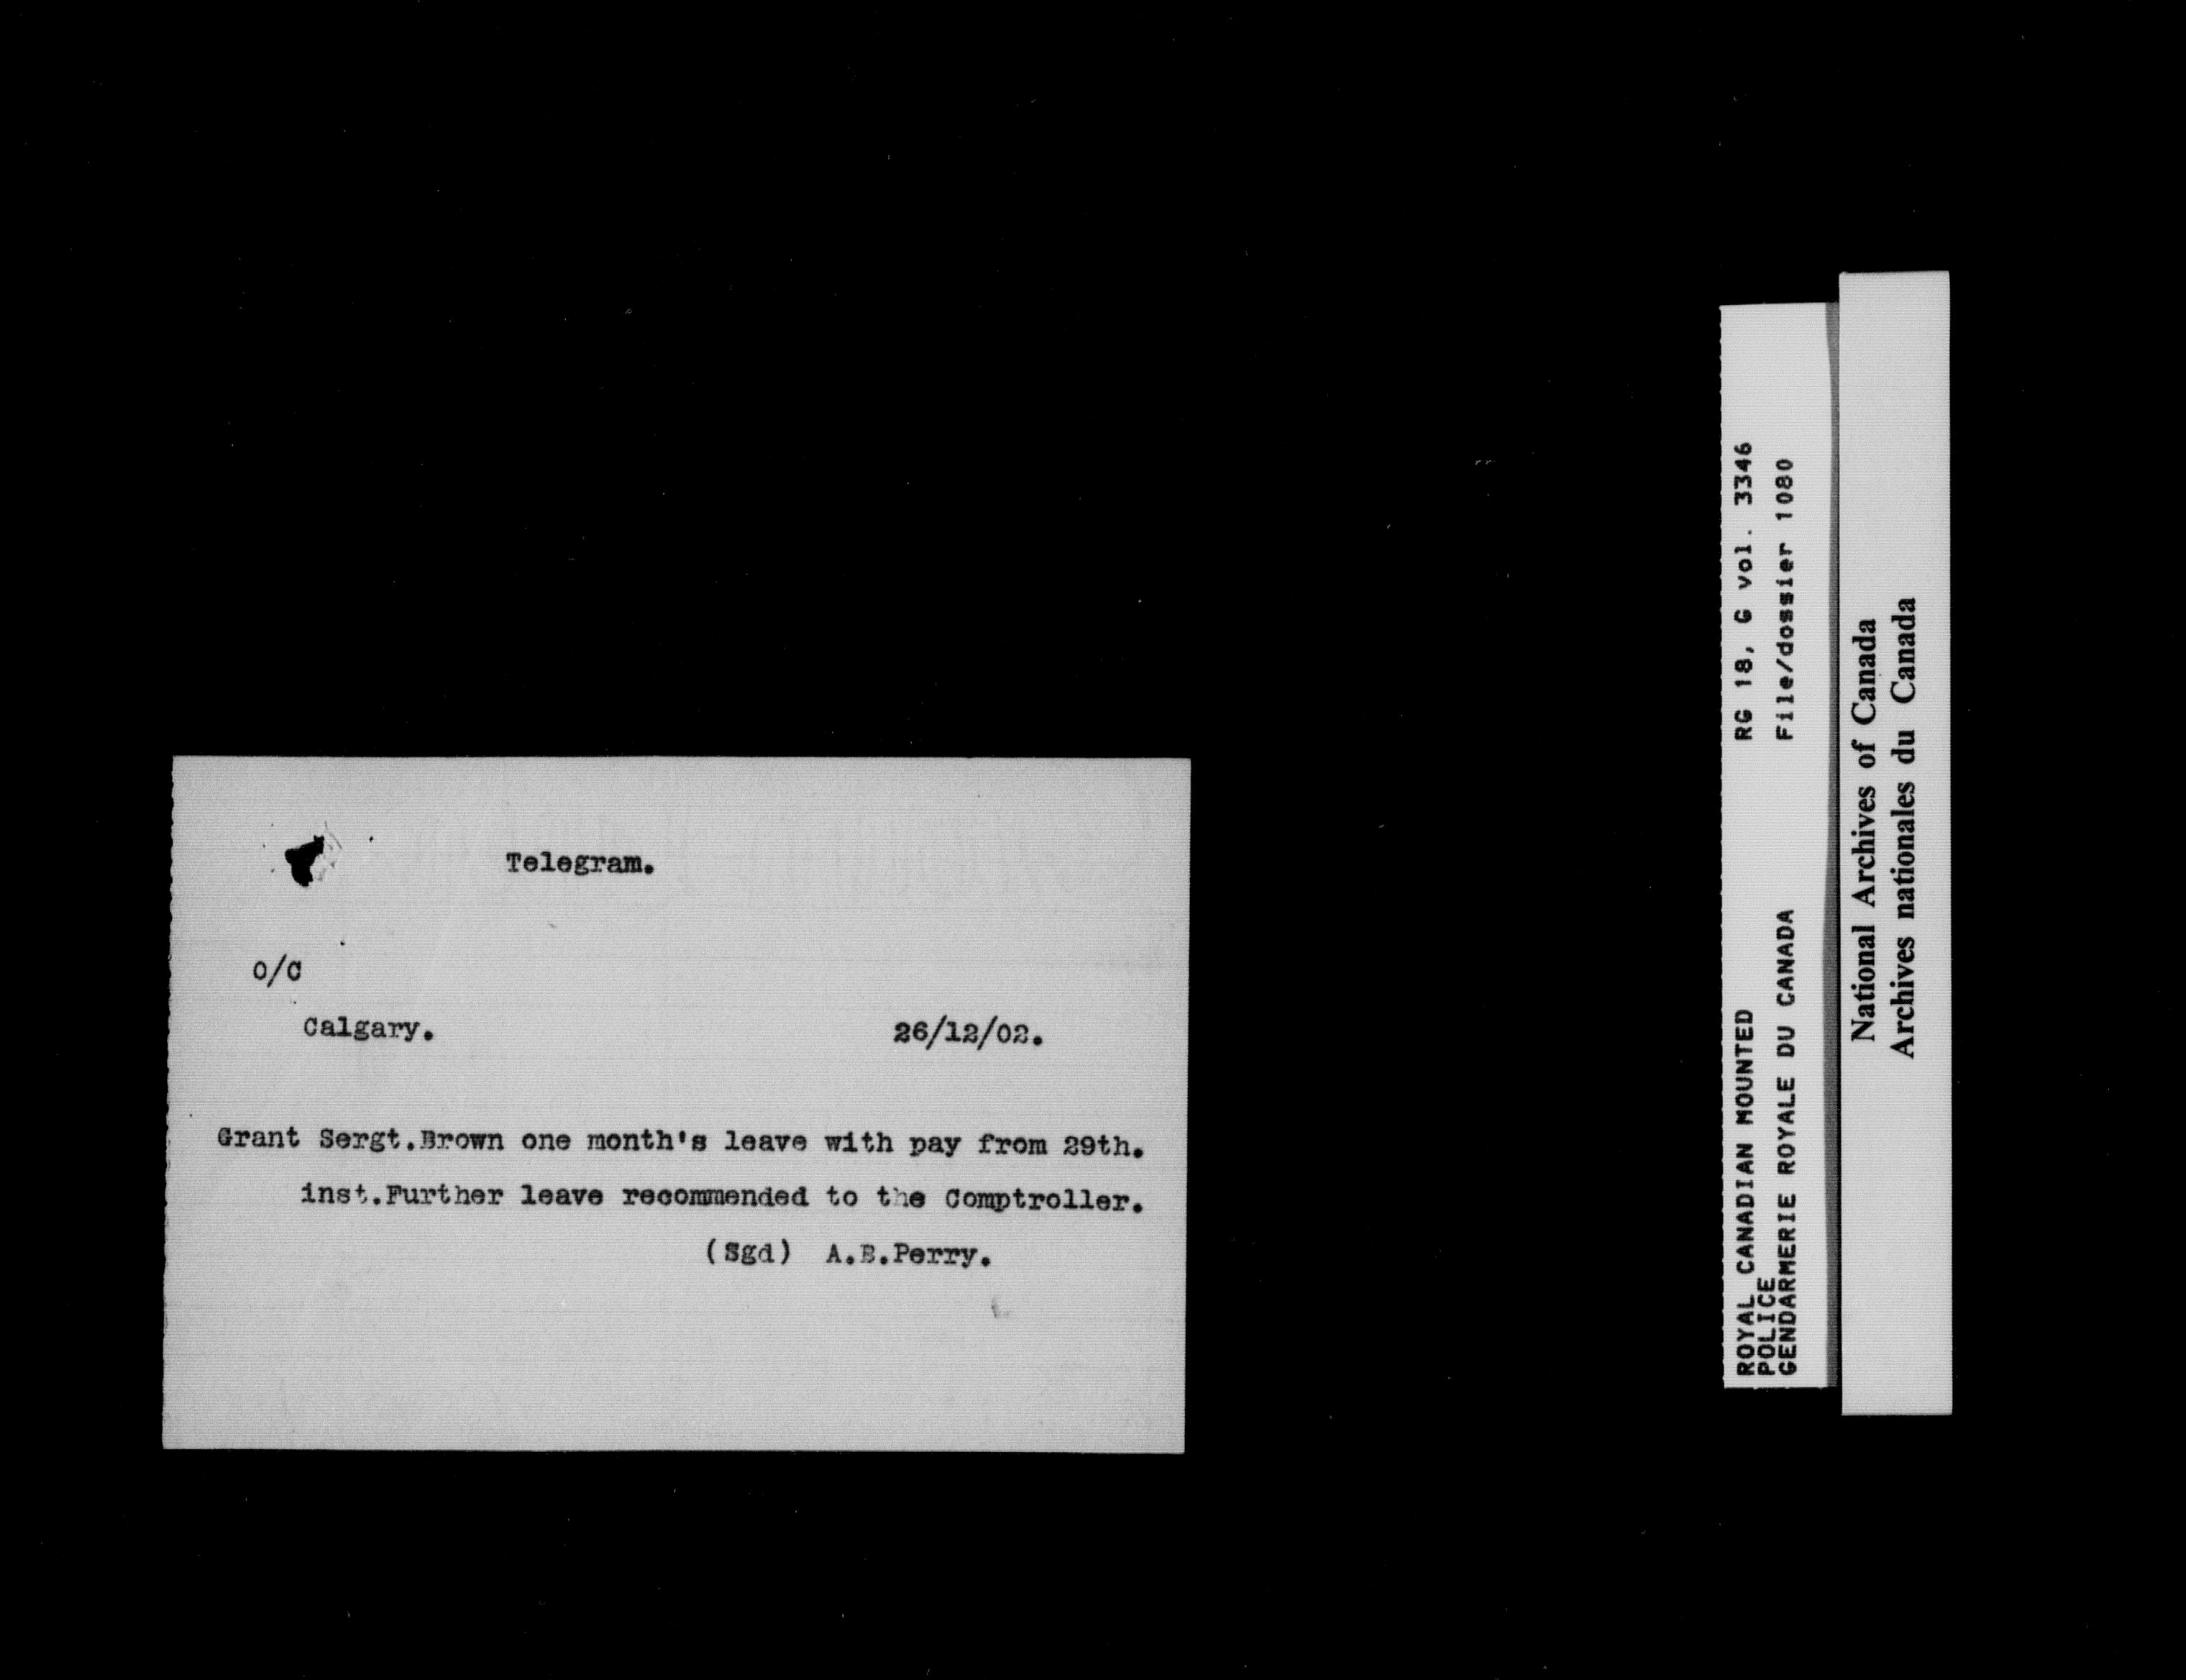 Telegram.
O/C
Calgary.
26/12/02.
Grant Sergt.Brown one month's leave with pay from 29th.
inst.Further leave recommended to the Comptroller.
(Sgd) A.B.Perry.
ROYAL CANADIAN MOUNTED
POLICE
GENDARMERIE ROYALE DU CANADA
RG 18, G vol. 3346
File/dossier 1080
National Archives of Canada
Archives nationales du Canada